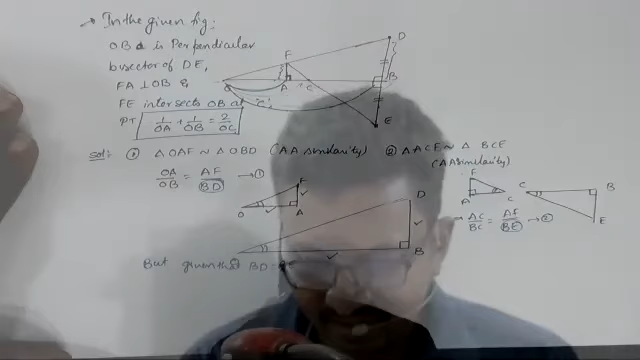 → In the given fig:
OB is Perpendicular
bisector of DE,
FA ⊥ OB &
FE intersects OB at 'C'.
PT 1/OA + 1/OB = 2/OC
D
F
O A C B
E
Sol: ① △OAF ~ △OBD (AA similarity)
OA/OB = AF/BD → ①
F
O A
D
B
② △ACF ~ △BCE
(AA similarity)
F
A C
C B
E
⇒ AC/BC = AF/BE → ②
But given that BD =